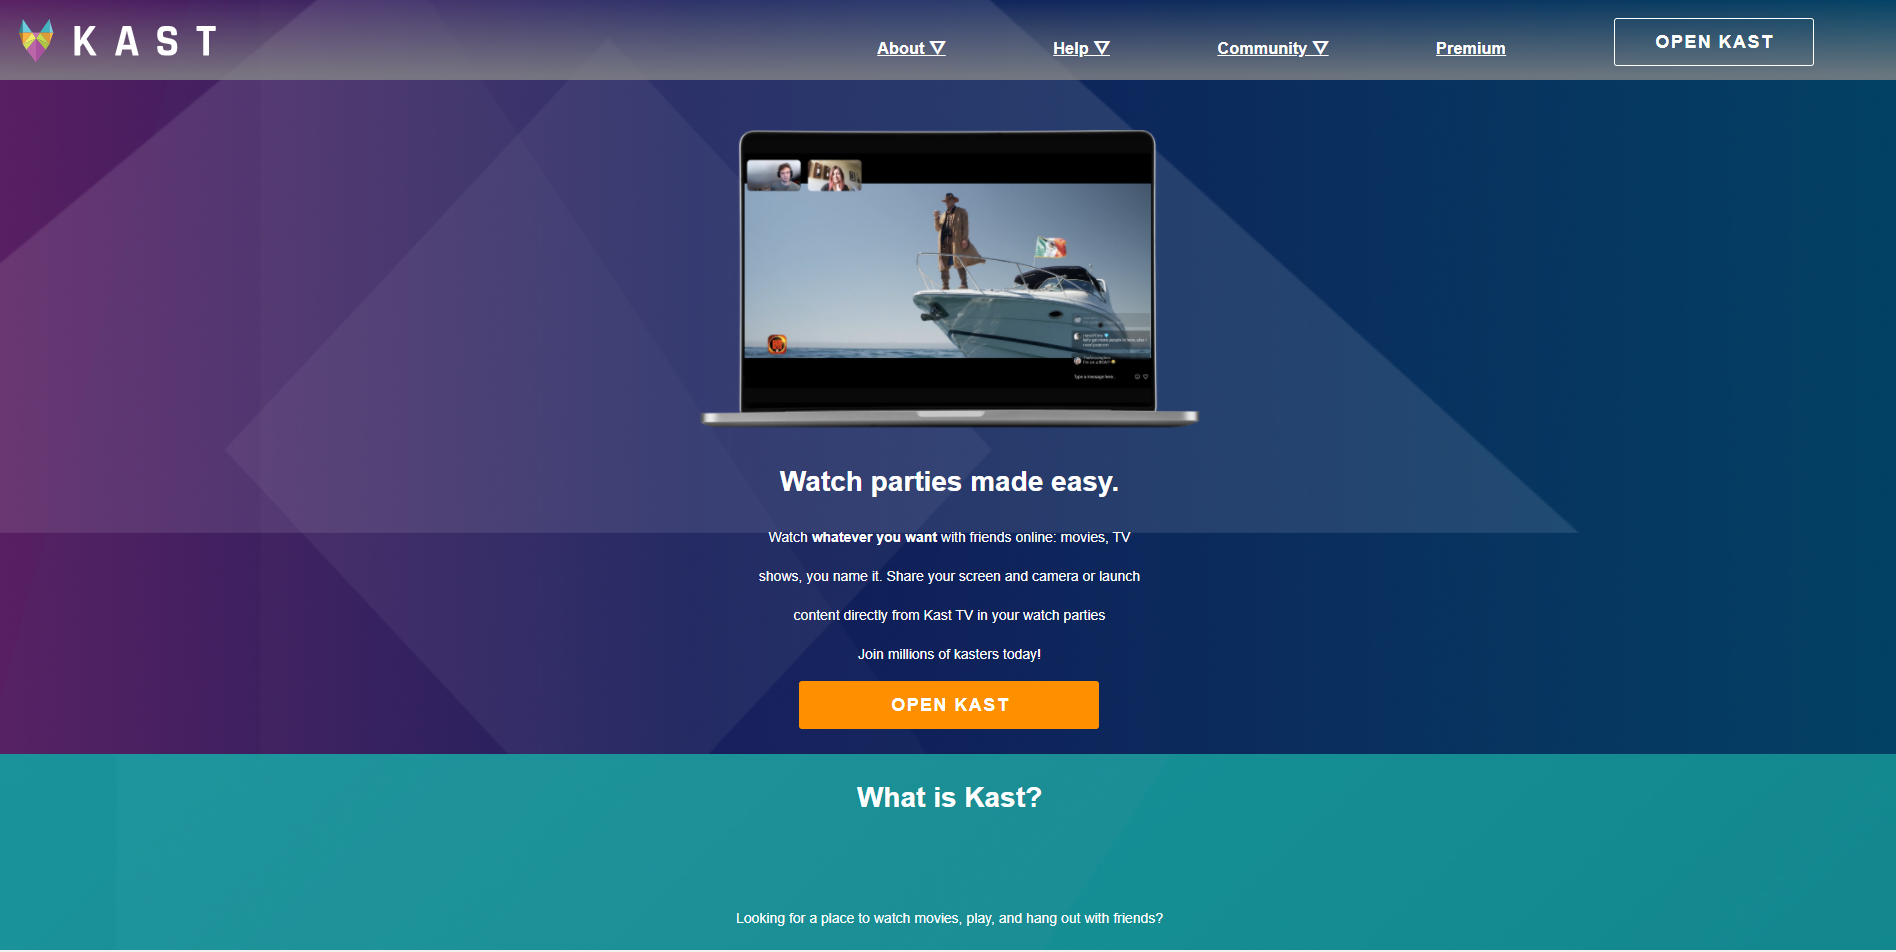 KAST
About ▽
Help ▽
Community ▽
Premium
OPEN KAST
Type a message here...
Watch parties made easy.
Watch whatever you want with friends online: movies, TV
shows, you name it. Share your screen and camera or launch
content directly from Kast TV in your watch parties
Join millions of kasters today!
OPEN KAST
What is Kast?
Looking for a place to watch movies, play, and hang out with friends?